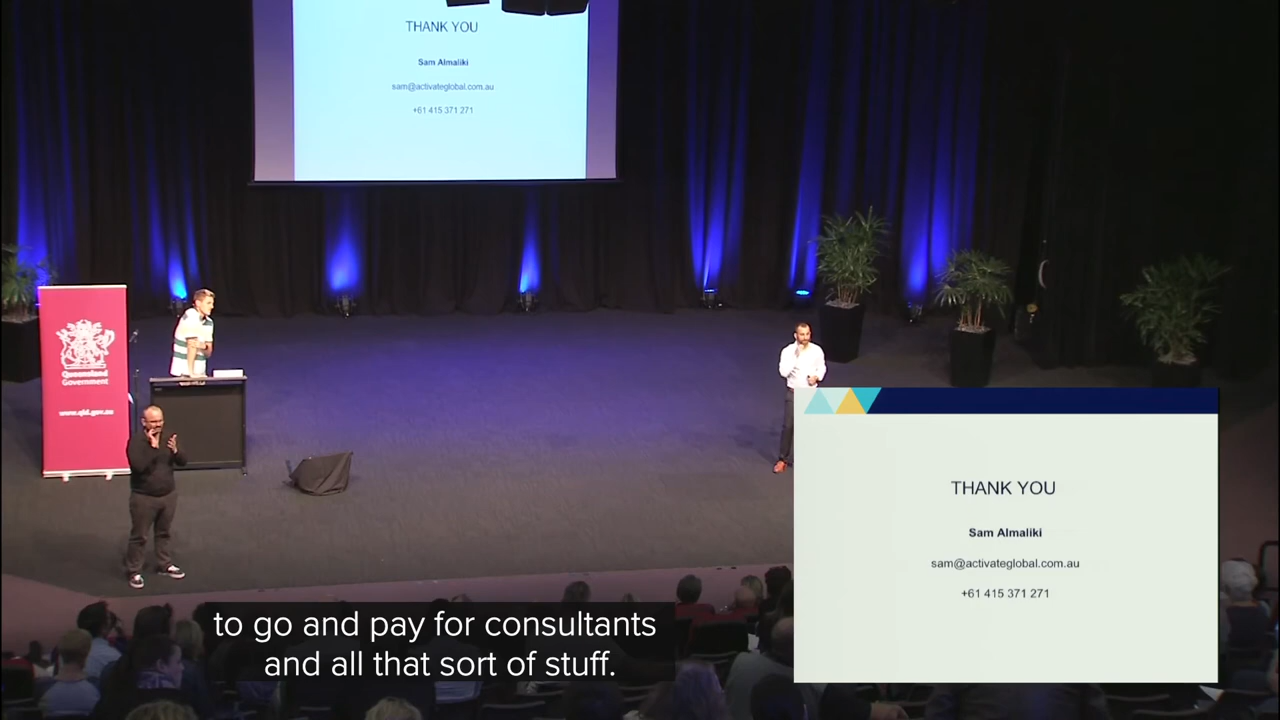 THANK YOU
Sam Almaliki
sam@activateglobal.com.au
+61 415 371 271
Queensland
Government
www.qld.gov.au
THANK YOU
Sam Almaliki
sam@activateglobal.com.au
+61 415 371 271
to go and pay for consultants
and all that sort of stuff.